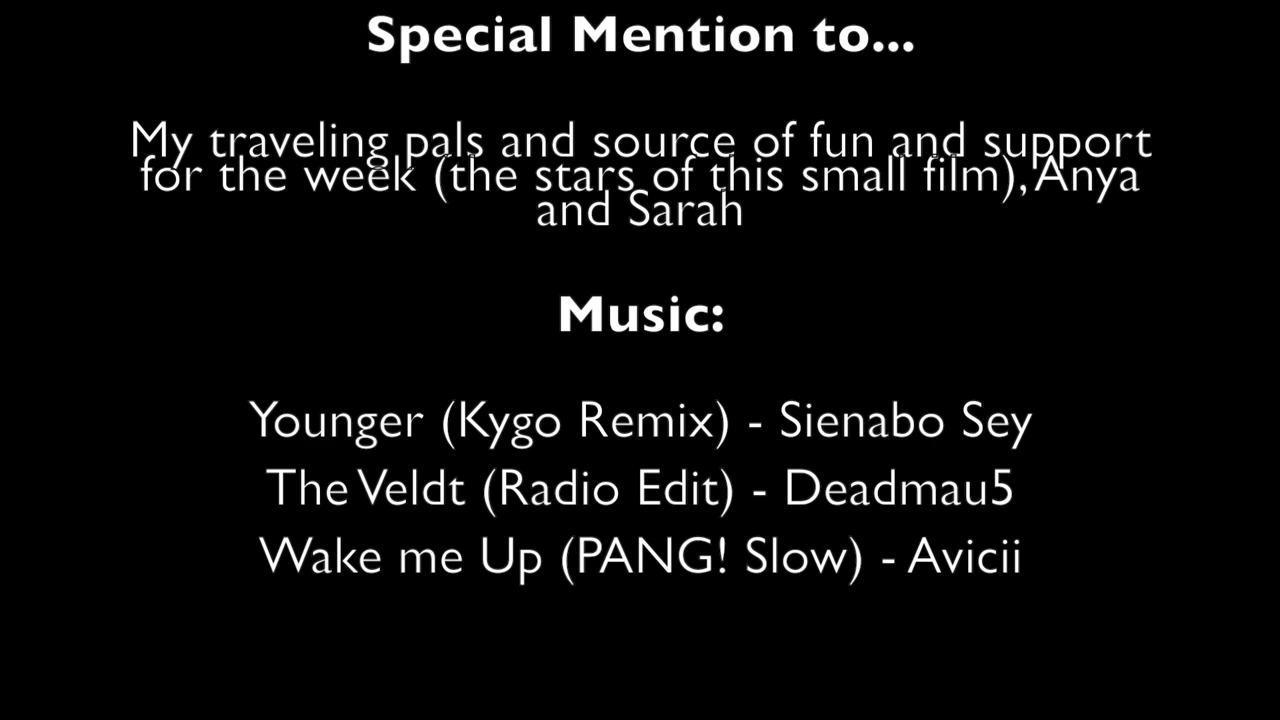 Special Mention to...
My traveling pals and source of fun and support
for the week (the stars of this small film), Anya
and Sarah
Music:
Younger (Kygo Remix) - Sienabo Sey
The Veldt (Radio Edit) - Deadmau5
Wake me Up (PANG! Slow) - Avicii